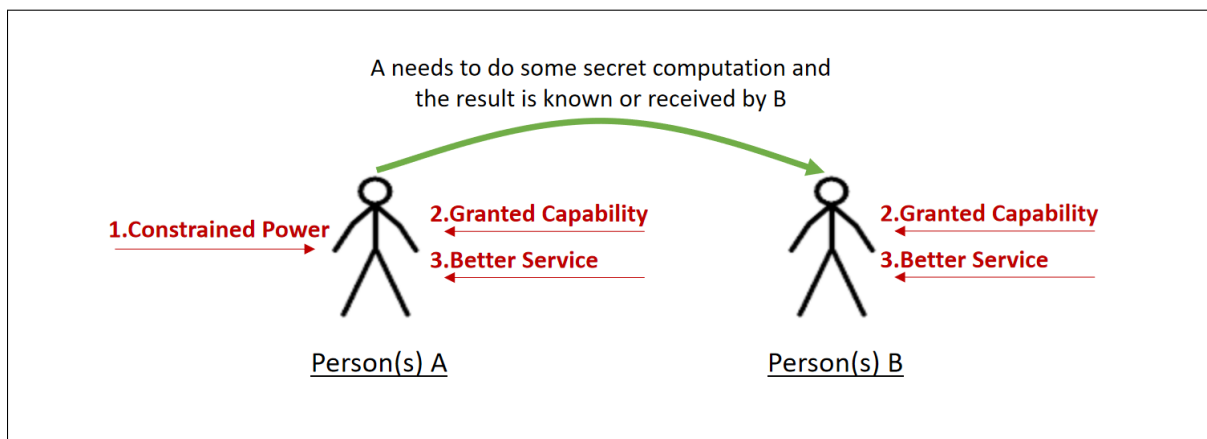 A needs to do some secret computation and
the result is known or received by B
1.Constrained Power
2.Granted Capability
3.Better Service
2.Granted Capability
3.Better Service
Person(s) A
Person(s) B